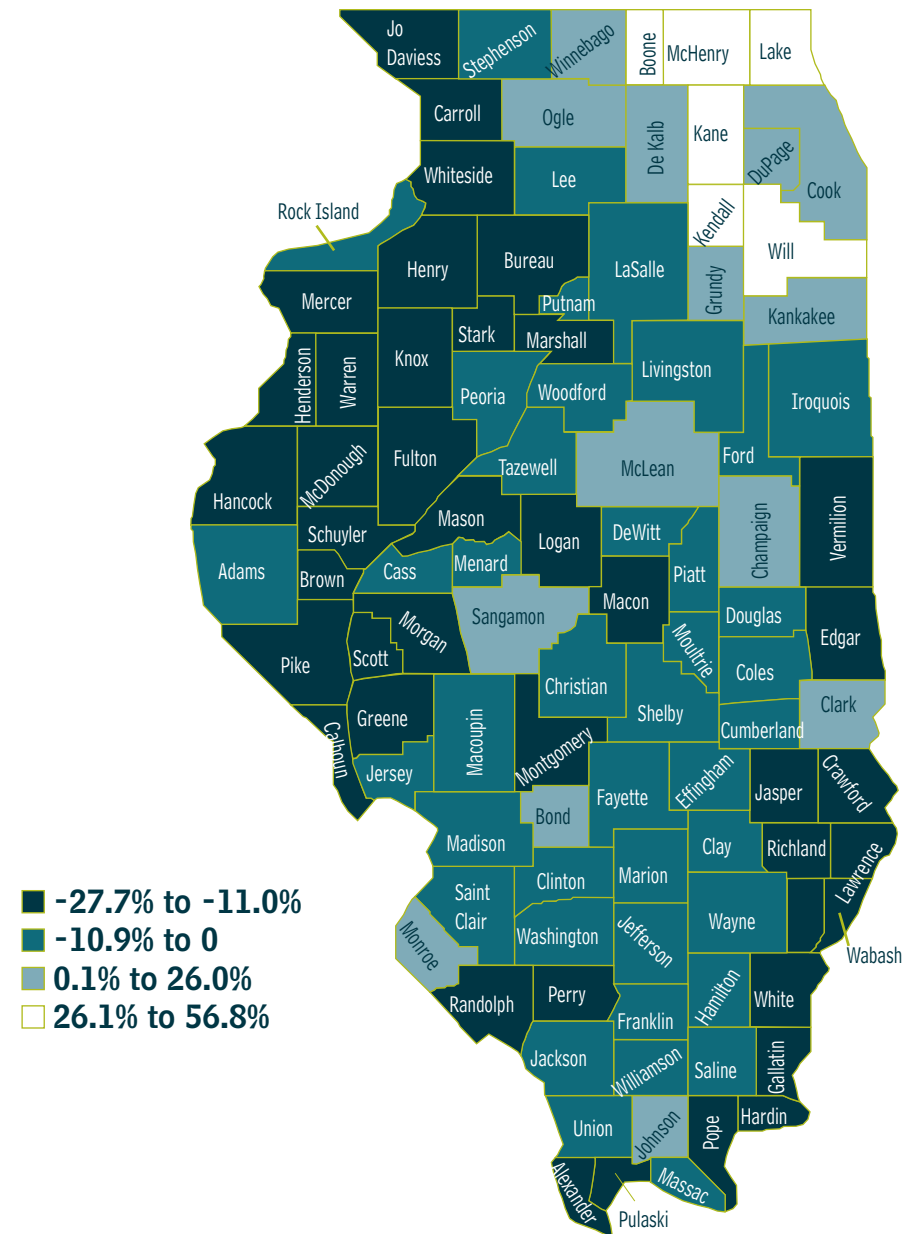 Jo
Daviess
Stephenson
Winnebago
Boone
McHenry
Lake
Carroll
Ogle
De Kalb
Kane
DuPage
Cook
Whiteside
Lee
Rock Island
Kendall
Will
Henry
Bureau
LaSalle
Grundy
Mercer
Putnam
Kankakee
Stark
Marshall
Knox
Henderson
Warren
Peoria
Woodford
Livingston
Iroquois
Fulton
Tazewell
McLean
Ford
Hancock
McDonough
Mason
Champaign
Vermilion
Schuyler
Logan
DeWitt
Adams
Brown
Cass
Menard
Piatt
Macon
Sangamon
Douglas
Morgan
Edgar
Pike
Scott
Moultrie
Coles
Christian
Clark
Greene
Shelby
Cumberland
Calhoun
Macoupin
Montgomery
Jersey
Effingham
Jasper
Crawford
Fayette
Bond
Madison
Clay
Richland
Lawrence
Clinton
Marion
Saint
Clair
Wayne
Monroe
Washington
Jefferson
Wabash
-27.7% to -11.0%
-10.9% to 0
0.1% to 26.0%
26.1% to 56.8%
Randolph
Perry
Hamilton
White
Franklin
Jackson
Williamson
Saline
Gallatin
Union
Johnson
Pope
Hardin
Alexander
Massac
Pulaski